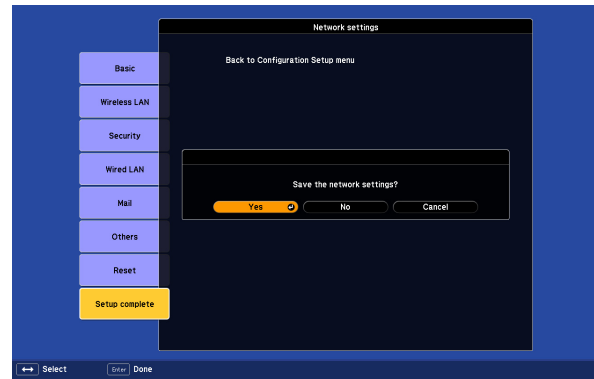 Network settings
Back to Configuration Setup menu
Basic
Wireless LAN
Security
Wired LAN
Mail
Others
Reset
Setup complete
Save the network settings?
Yes No Cancel
Select Enter Done